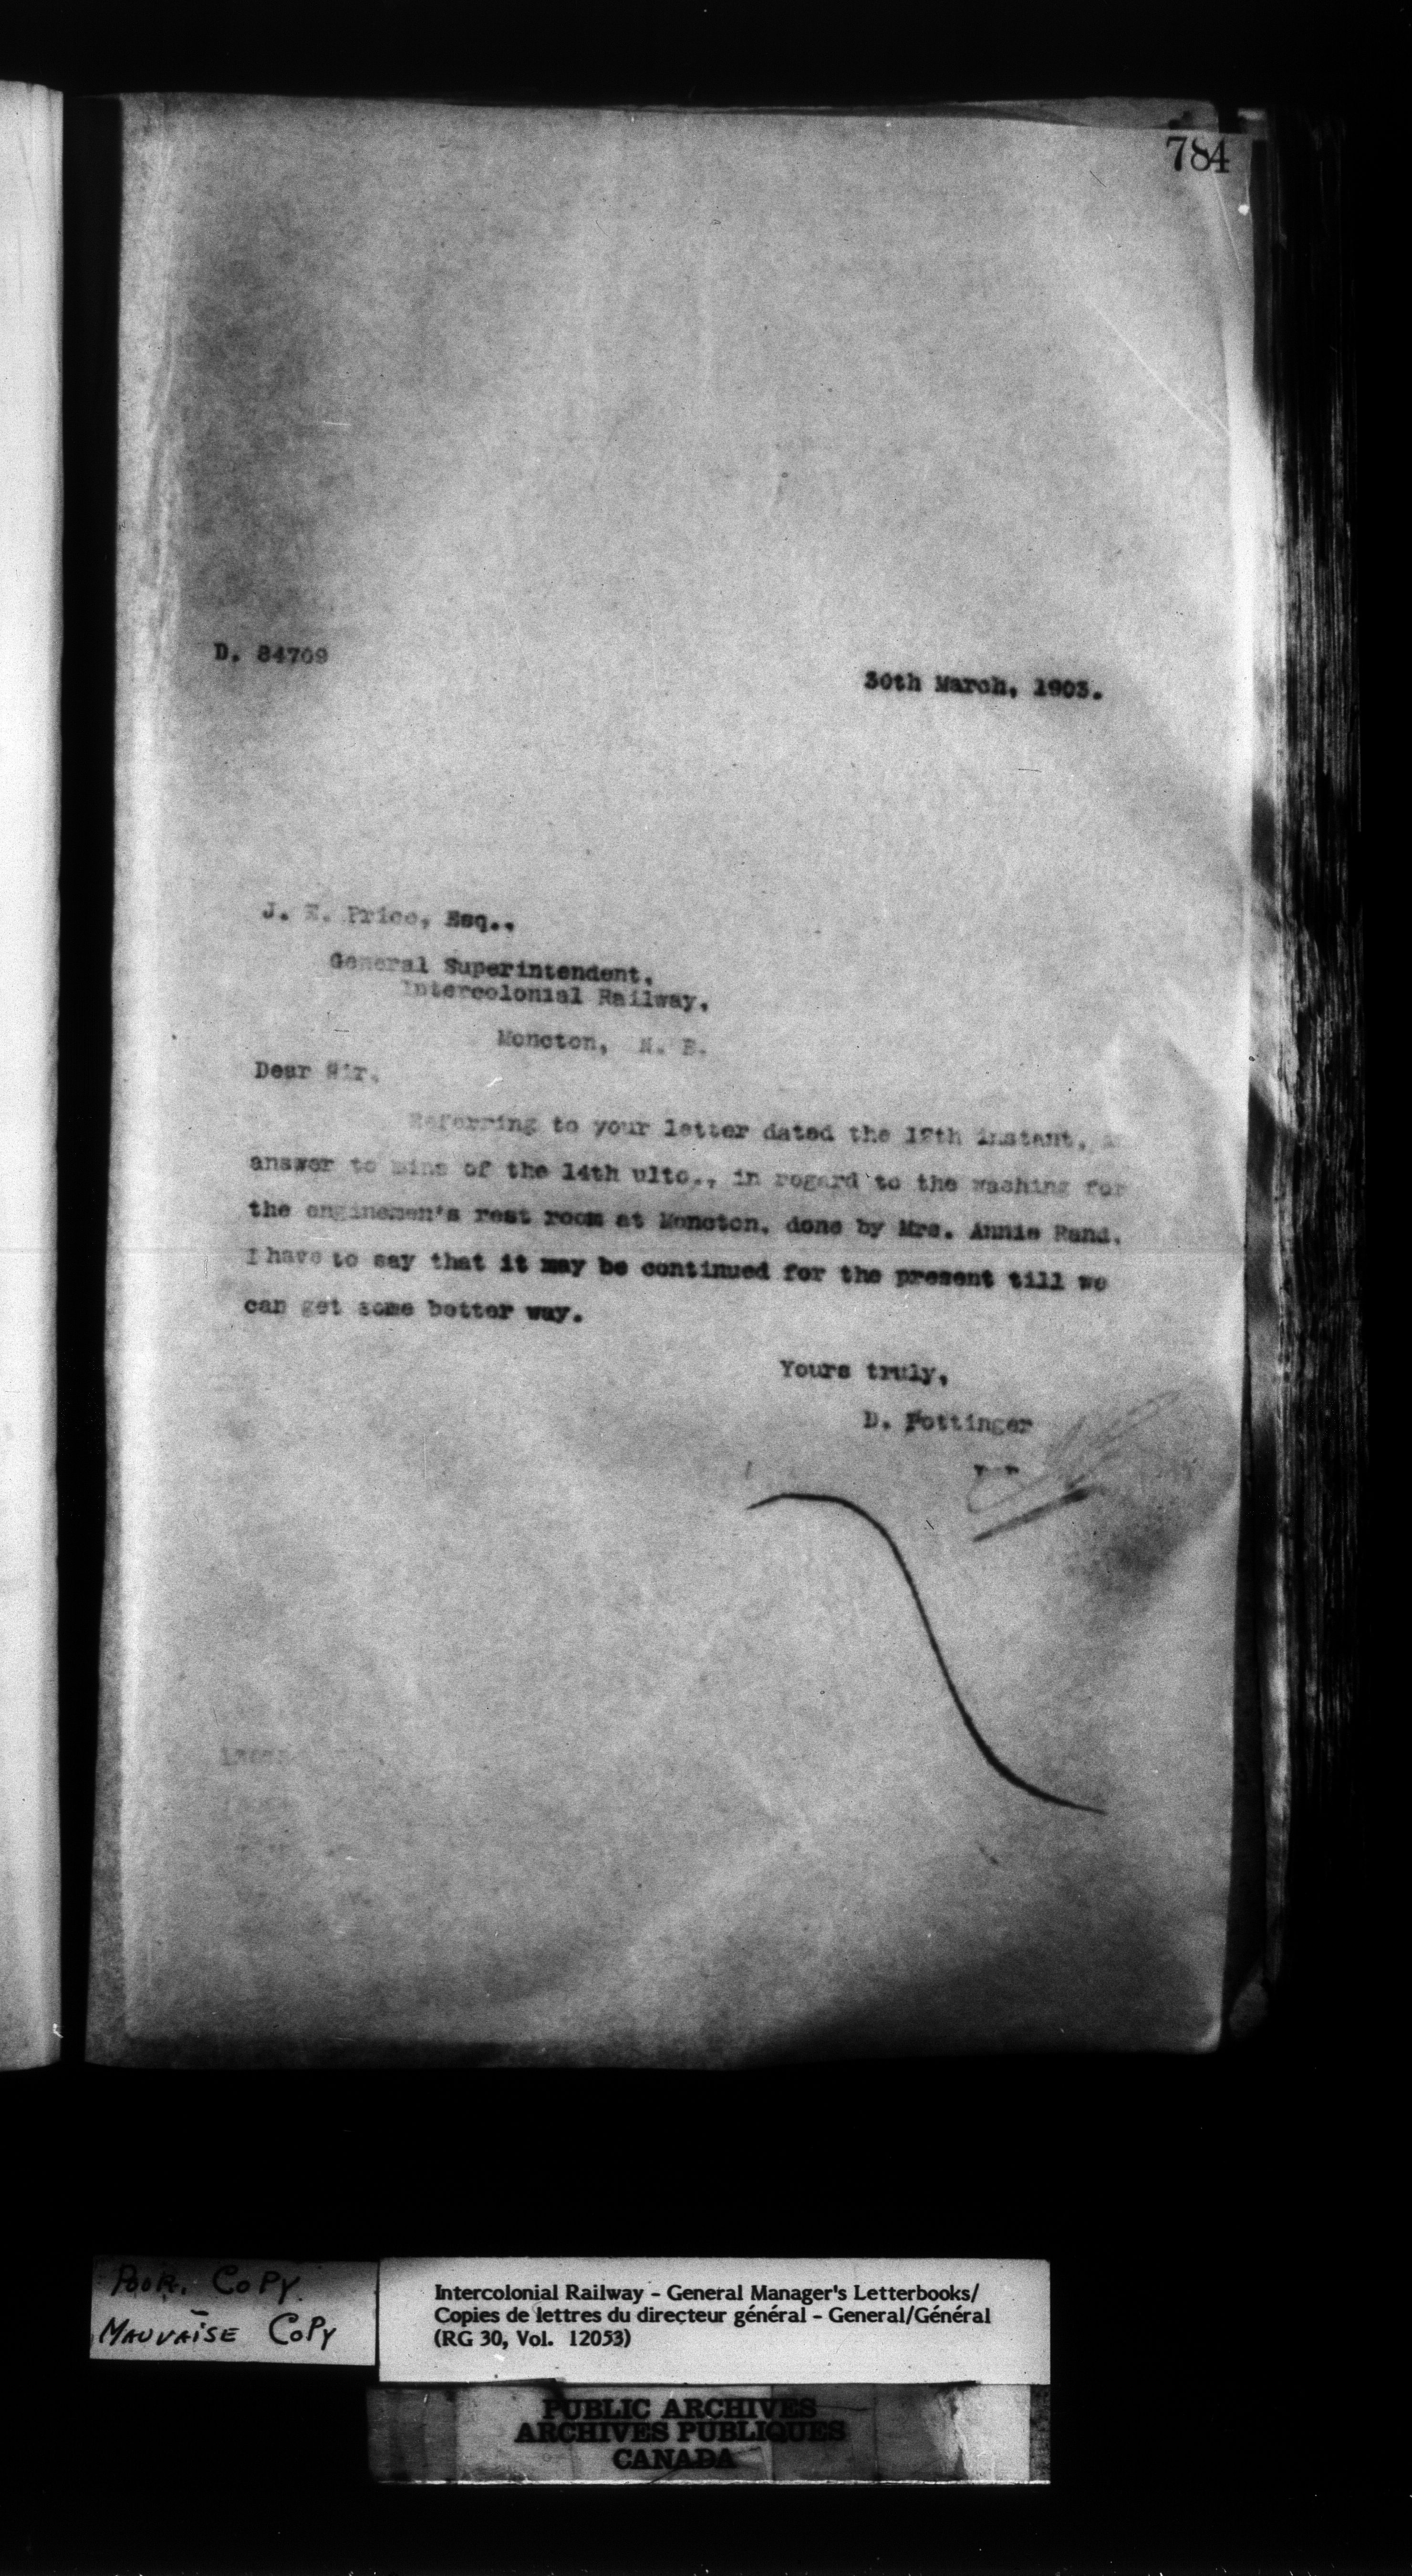 784
D. 84709
30th March, 1903.
J. E. Price, Esq.,
General Superintendent,
Intercolonial Railway,
Moncton, N. B.
Dear Sir,
Referring to your letter dated the 18th instant,
answer to mine of the 14th ulto., in regard to the washing for
the enginemen's rest room at Moncton, done by Mrs. Annie Rand,
I have to say that it may be continued for the present till we
can get some better way.
Yours truly,
D. Pottinger
POOR. COPY
MAUVAISE COPY
Intercolonial Railway - General Manager's Letterbooks/
Copies de lettres du directeur général - General/Général
(RG 30, Vol. 12053)
PUBLIC ARCHIVES
ARCHIVES PUBLIQUES
CANADA